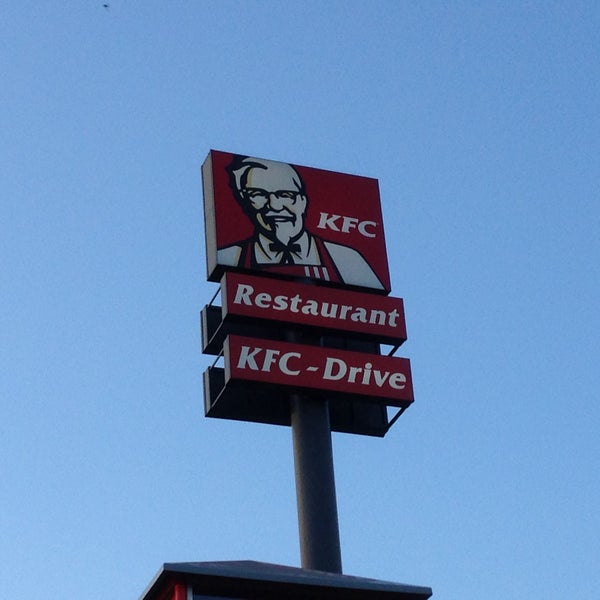 KFC
Restaurant
KFC - Drive